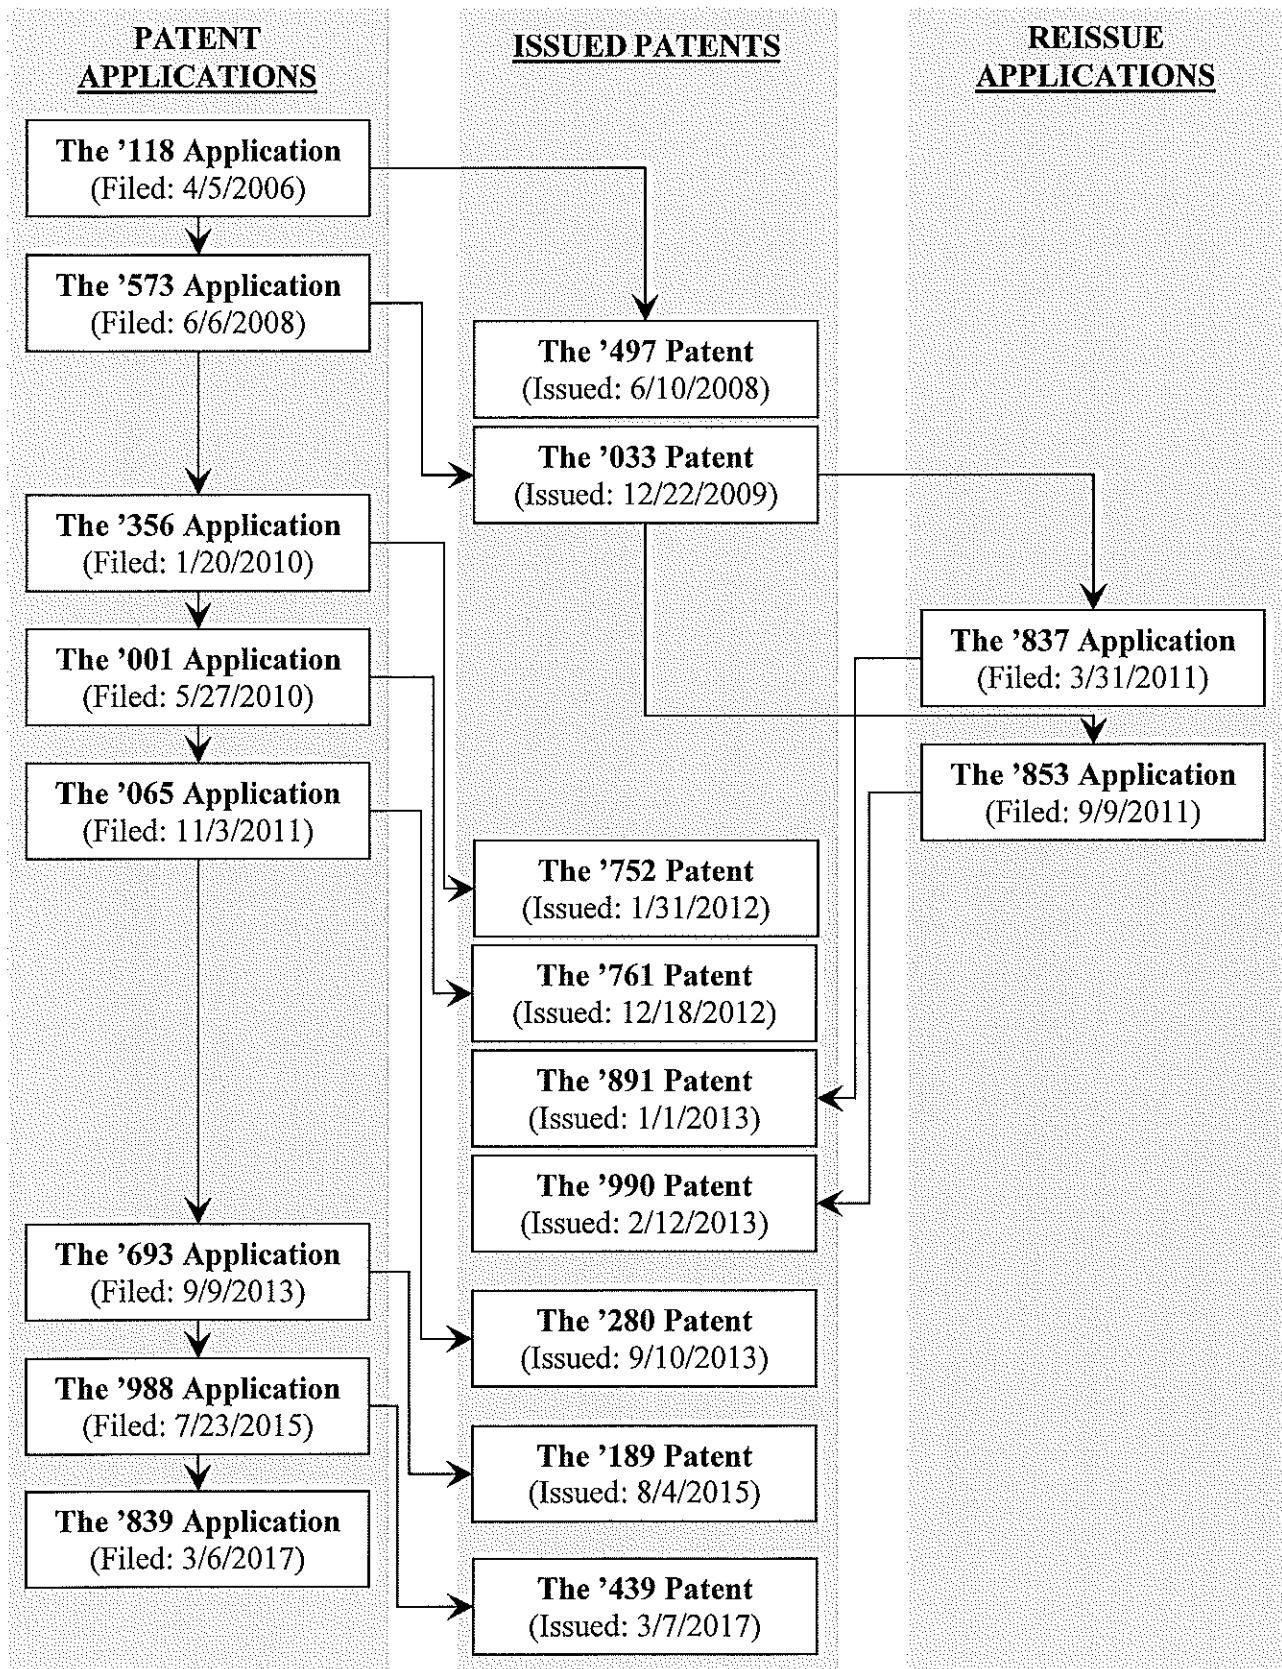 PATENT
APPLICATIONS
ISSUED PATENTS
REISSUE
APPLICATIONS
The ’118 Application
(Filed: 4/5/2006)
The ’573 Application
(Filed: 6/6/2008)
The ’497 Patent
(Issued: 6/10/2008)
The ’033 Patent
(Issued: 12/22/2009)
The ’356 Application
(Filed: 1/20/2010)
The ’001 Application
(Filed: 5/27/2010)
The ’837 Application
(Filed: 3/31/2011)
The ’065 Application
(Filed: 11/3/2011)
The ’853 Application
(Filed: 9/9/2011)
The ’752 Patent
(Issued: 1/31/2012)
The ’761 Patent
(Issued: 12/18/2012)
The ’891 Patent
(Issued: 1/1/2013)
The ’990 Patent
(Issued: 2/12/2013)
The ’693 Application
(Filed: 9/9/2013)
The ’280 Patent
(Issued: 9/10/2013)
The ’988 Application
(Filed: 7/23/2015)
The ’189 Patent
(Issued: 8/4/2015)
The ’839 Application
(Filed: 3/6/2017)
The ’439 Patent
(Issued: 3/7/2017)